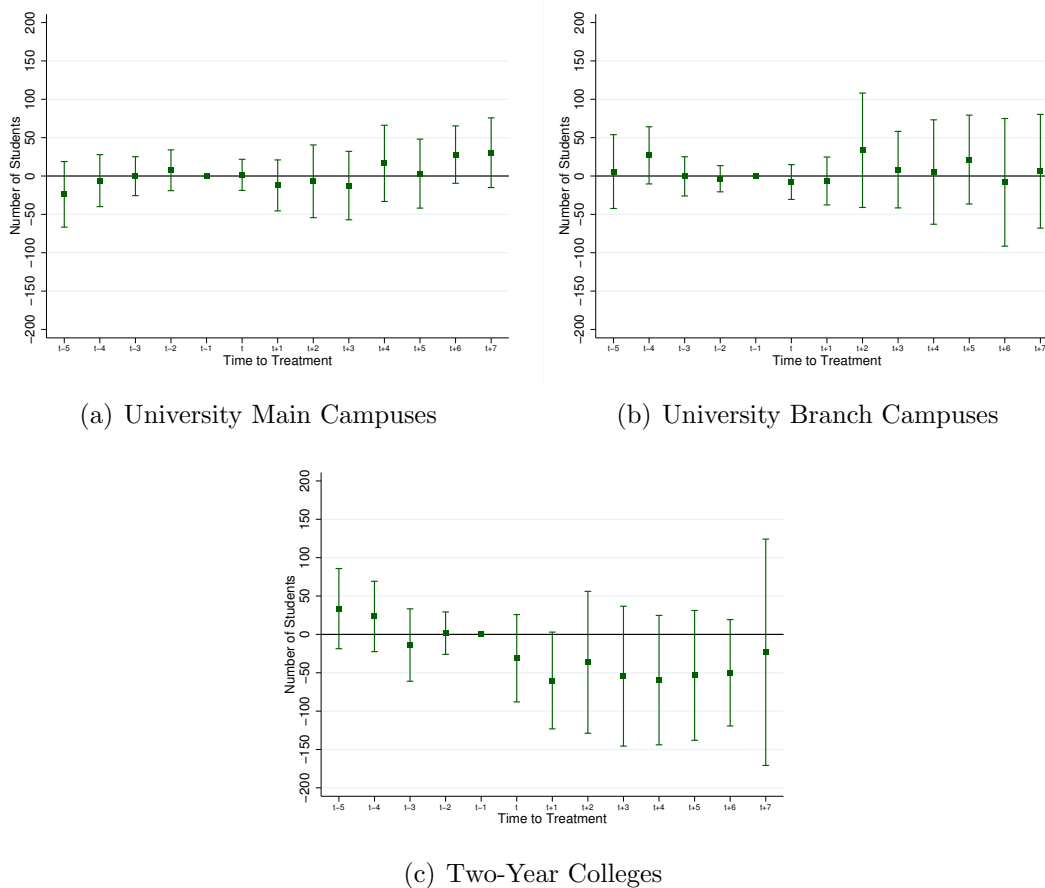 Number of Students
200
150
100
50
0
−50
−100
−150
−200
t−5 t−4 t−3 t−2 t−1 t t+1 t+2 t+3 t+4 t+5 t+6 t+7
Time to Treatment
(a) University Main Campuses
Number of Students
200
150
100
50
0
−50
−100
−150
−200
t−5 t−4 t−3 t−2 t−1 t t+1 t+2 t+3 t+4 t+5 t+6 t+7
Time to Treatment
(b) University Branch Campuses
Number of Students
200
150
100
50
0
−50
−100
−150
−200
t−5 t−4 t−3 t−2 t−1 t t+1 t+2 t+3 t+4 t+5 t+6 t+7
Time to Treatment
(c) Two-Year Colleges